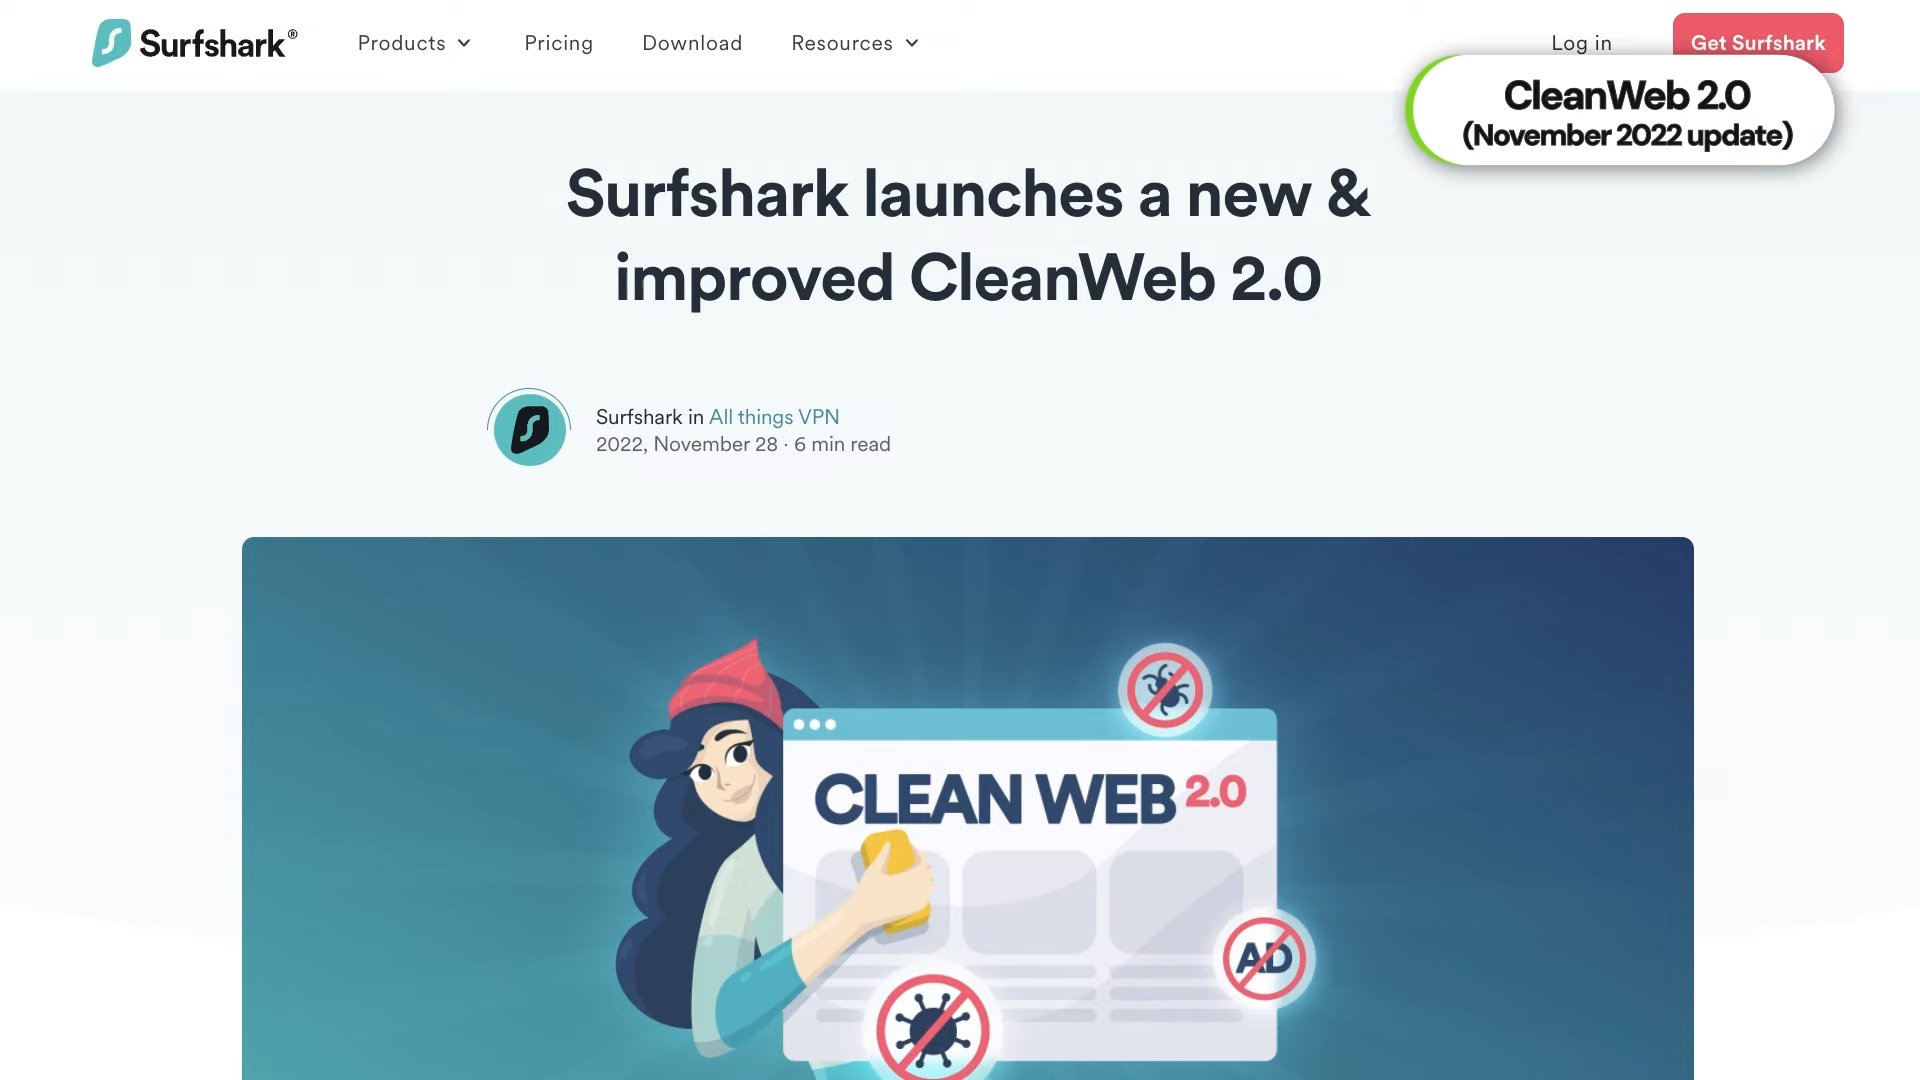 Surfshark®
Products
Pricing
Download
Resources
Log in
Get Surfshark
CleanWeb 2.0
(November 2022 update)
Surfshark launches a new &
improved CleanWeb 2.0
Surfshark in All things VPN
2022, November 28 · 6 min read
CLEAN WEB 2.0
AD